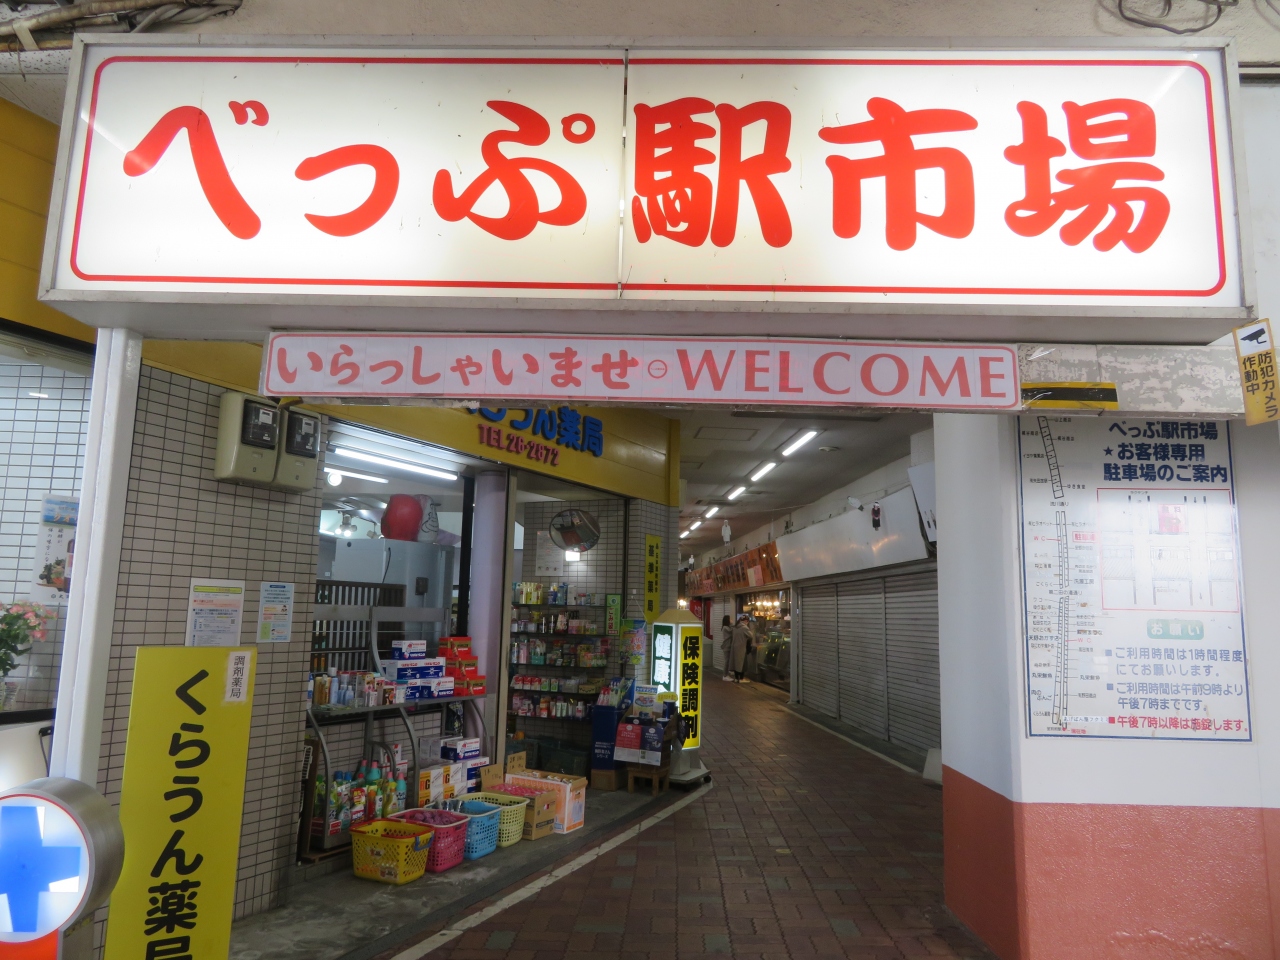 べっぷ駅市場
いらっしゃいませ WELCOME
防犯カメラ
作動中
うん薬局
TEL 26-2872
調剤薬局
くらうん薬局
健康
保険調剤
べっぷ駅市場
★お客様専用
駐車場のご案内
お願い
■ご利用時間は1時間程度
にてお願いします。
■ご利用時間は午前9時より
午後7時までです。
■午後7時以降は施錠します。